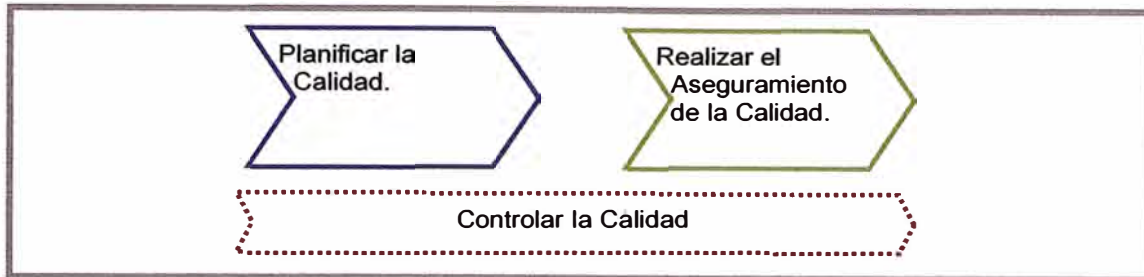 Planificar la
Calidad.
Realizar el
Aseguramiento
de la Calidad.
Controlar la Calidad